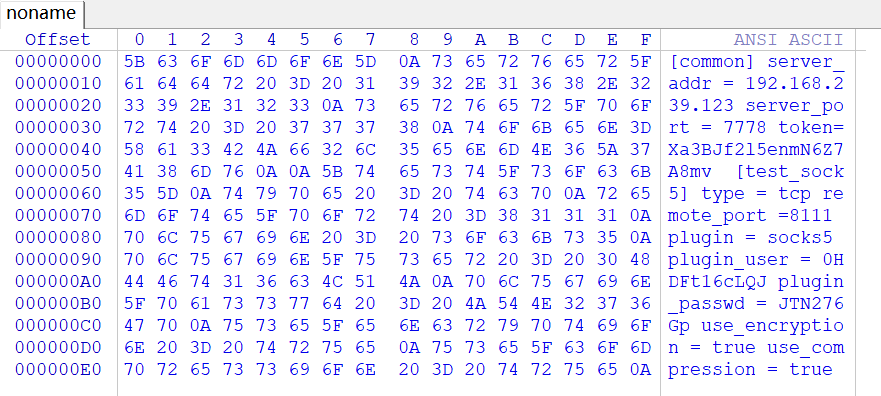 noname
Offset 0 1 2 3 4 5 6 7 8 9 A B C D E F ANSI ASCII
00000000 5B 63 6F 6D 6D 6F 6E 5D 0A 73 65 72 76 65 72 5F [common] server_
00000010 61 64 64 72 20 3D 20 31 39 32 2E 31 36 38 2E 32 addr = 192.168.2
00000020 33 39 2E 31 32 33 0A 73 65 72 76 65 72 5F 70 6F 39.123 server_po
00000030 72 74 20 3D 20 37 37 37 38 0A 74 6F 6B 65 6E 3D rt = 7778 token=
00000040 58 61 33 42 4A 66 32 6C 35 65 6E 6D 4E 36 5A 37 Xa3BJf2l5enmN6Z7
00000050 41 38 6D 76 0A 0A 5B 74 65 73 74 5F 73 6F 63 6B A8mv [test_sock
00000060 35 5D 0A 74 79 70 65 20 3D 20 74 63 70 0A 72 65 5] type = tcp re
00000070 6D 6F 74 65 5F 70 6F 72 74 20 3D 38 31 31 31 0A mote_port =8111
00000080 70 6C 75 67 69 6E 20 3D 20 73 6F 63 6B 73 35 0A plugin = socks5
00000090 70 6C 75 67 69 6E 5F 75 73 65 72 20 3D 20 30 48 plugin_user = 0H
000000A0 44 46 74 31 36 63 4C 51 4A 0A 70 6C 75 67 69 6E DFt16cLQJ plugin
000000B0 5F 70 61 73 73 77 64 20 3D 20 4A 54 4E 32 37 36 _passwd = JTN276
000000C0 47 70 0A 75 73 65 5F 65 6E 63 72 79 70 74 69 6F Gp use_encryptio
000000D0 6E 20 3D 20 74 72 75 65 0A 75 73 65 5F 63 6F 6D n = true use_com
000000E0 70 72 65 73 73 69 6F 6E 20 3D 20 74 72 75 65 0A pression = true